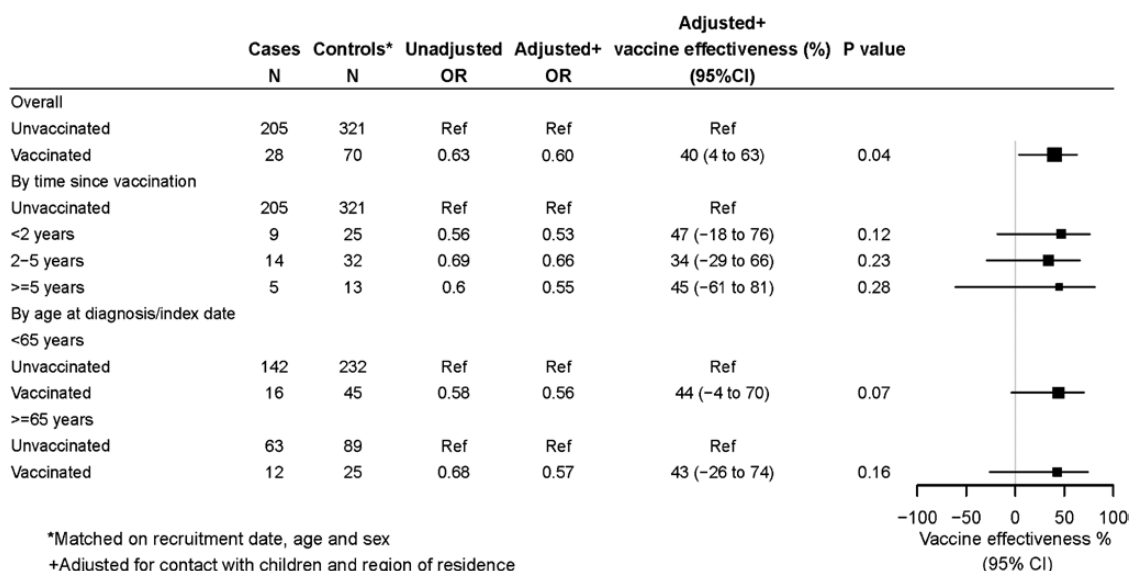 Adjusted+
Cases Controls* Unadjusted Adjusted+ vaccine effectiveness (%) P value
N N OR OR (95%CI)
Overall
Unvaccinated 205 321 Ref Ref Ref
Vaccinated 28 70 0.63 0.60 40 (4 to 63) 0.04
By time since vaccination
Unvaccinated 205 321 Ref Ref Ref
<2 years 9 25 0.56 0.53 47 (−18 to 76) 0.12
2−5 years 14 32 0.69 0.66 34 (−29 to 66) 0.23
>=5 years 5 13 0.6 0.55 45 (−61 to 81) 0.28
By age at diagnosis/index date
<65 years
Unvaccinated 142 232 Ref Ref Ref
Vaccinated 16 45 0.58 0.56 44 (−4 to 70) 0.07
>=65 years
Unvaccinated 63 89 Ref Ref Ref
Vaccinated 12 25 0.68 0.57 43 (−26 to 74) 0.16
−100 −50 0 50 100
*Matched on recruitment date, age and sex Vaccine effectiveness %
+Adjusted for contact with children and region of residence (95% CI)